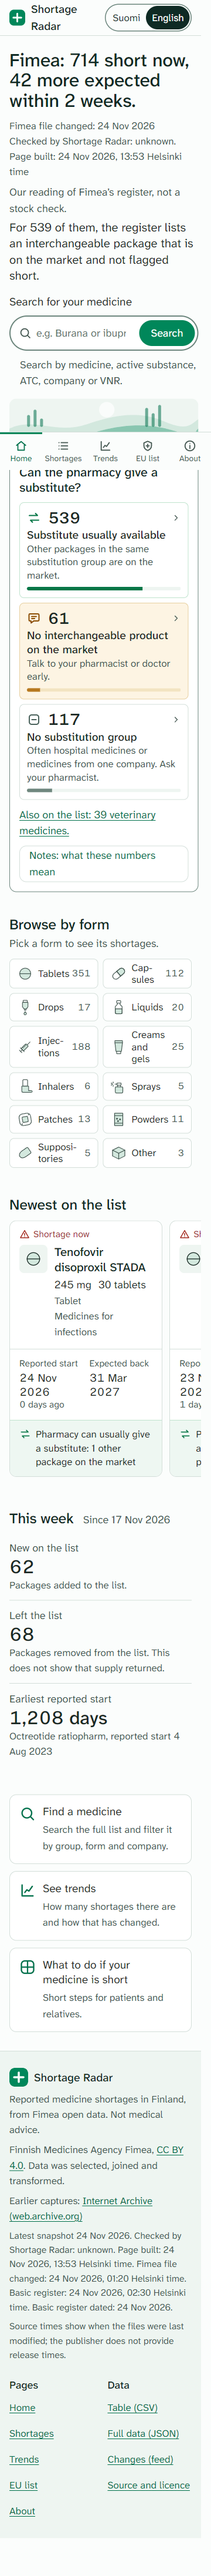 Shortage
Radar
Suomi
English
Fimea: 714 short now,
42 more expected
within 2 weeks.
Fimea file changed: 24 Nov 2026
Checked by Shortage Radar: unknown.
Page built: 24 Nov 2026, 13:53 Helsinki
time
Our reading of Fimea's register, not a
stock check.
For 539 of them, the register lists
an interchangeable package that is
on the market and not flagged
short.
Search for your medicine
e.g. Burana or ibupr
Search
Search by medicine, active substance,
ATC, company or VNR.
Home
Shortages
Trends
EU list
About
Can the pharmacy give a
substitute?
539
Substitute usually available
Other packages in the same
substitution group are on the
market.
61
No interchangeable product
on the market
Talk to your pharmacist or doctor
early.
117
No substitution group
Often hospital medicines or
medicines from one company. Ask
your pharmacist.
Also on the list: 39 veterinary
medicines.
Notes: what these numbers
mean
Browse by form
Pick a form to see its shortages.
Tablets 351
Cap-
sules
112
Drops 17
Liquids 20
Injec-
tions
188
Creams
and
gels
25
Inhalers 6
Sprays 5
Patches 13
Powders 11
Supposi-
tories
5
Other 3
Newest on the list
Shortage now
Tenofovir
disoproxil STADA
245 mg 30 tablets
Tablet
Medicines for
infections
Reported start
24 Nov
2026
0 days ago
Expected back
31 Mar
2027
Pharmacy can usually give
a substitute: 1 other
package on the market
This week Since 17 Nov 2026
New on the list
62
Packages added to the list.
Left the list
68
Packages removed from the list. This
does not show that supply returned.
Earliest reported start
1,208 days
Octreotide ratiopharm, reported start 4
Aug 2023
Find a medicine
Search the full list and filter it
by group, form and company.
See trends
How many shortages there are
and how that has changed.
What to do if your
medicine is short
Short steps for patients and
relatives.
Shortage Radar
Reported medicine shortages in Finland,
from Fimea open data. Not medical
advice.
Finnish Medicines Agency Fimea, CC BY
4.0. Data was selected, joined and
transformed.
Earlier captures: Internet Archive
(web.archive.org)
Latest snapshot 24 Nov 2026. Checked by
Shortage Radar: unknown. Page built: 24
Nov 2026, 13:53 Helsinki time. Fimea file
changed: 24 Nov 2026, 01:20 Helsinki time.
Basic register: 24 Nov 2026, 02:30 Helsinki
time. Basic register dated: 24 Nov 2026.
Source times show when the files were last
modified; the publisher does not provide
release times.
Pages
Home
Shortages
Trends
EU list
About
Data
Table (CSV)
Full data (JSON)
Changes (feed)
Source and licence